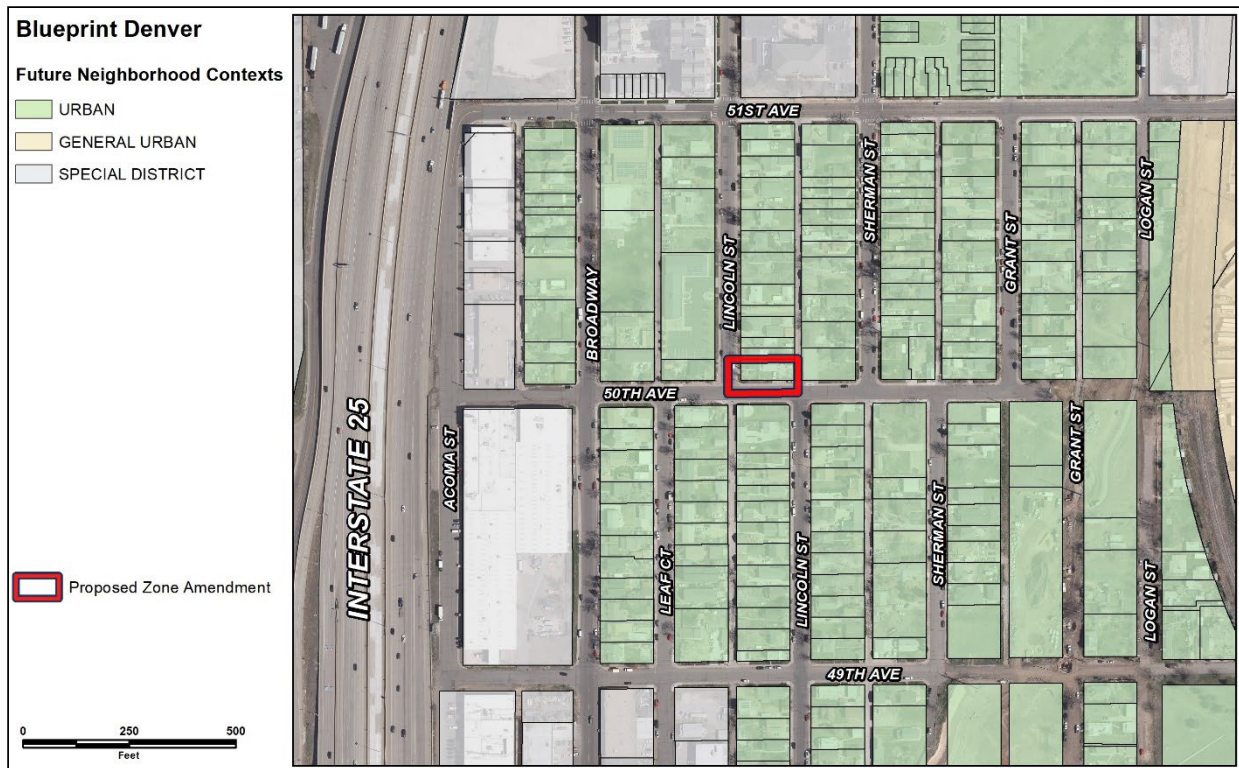 Blueprint Denver
Future Neighborhood Contexts
URBAN
GENERAL URBAN
SPECIAL DISTRICT
Proposed Zone Amendment
0 250 500
Feet
51ST AVE
SHERMAN ST
LOGAN ST
GRANT ST
LINCOLN ST
BROADWAY
50TH AVE
INTERSTATE 25
ACOMA ST
GRANT ST
LEAF CT
LINCOLN ST
SHERMAN ST
LOGAN ST
49TH AVE